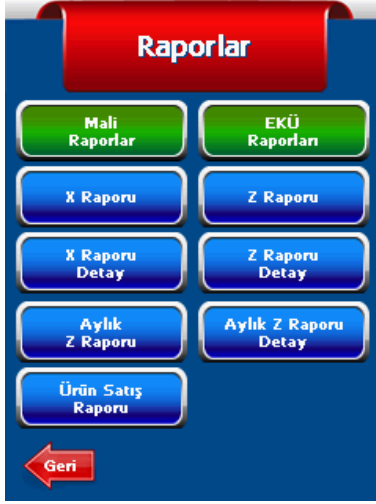 Raporlar
Mali
Raporlar
EKÜ
Raporları
X Raporu
Z Raporu
X Raporu
Detay
Z Raporu
Detay
Aylık
Z Raporu
Aylık Z Raporu
Detay
Ürün Satış
Raporu
Geri